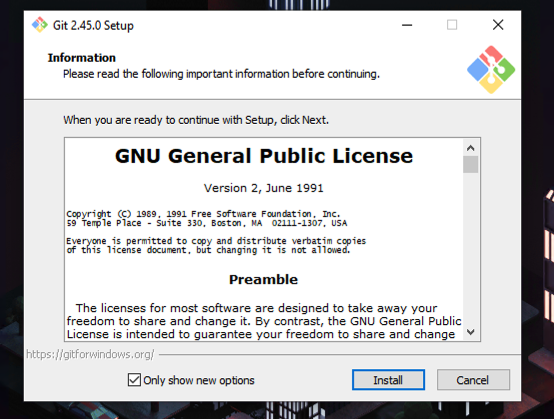 Git 2.45.0 Setup
Information
Please read the following important information before continuing.
When you are ready to continue with Setup, click Next.
GNU General Public License
Version 2, June 1991
Copyright (C) 1989, 1991 Free Software Foundation, Inc.
59 Temple Place - Suite 330, Boston, MA  02111-1307, USA
Everyone is permitted to copy and distribute verbatim copies
of this license document, but changing it is not allowed.
Preamble
The licenses for most software are designed to take away your
freedom to share and change it. By contrast, the GNU General Public
License is intended to guarantee your freedom to share and change
https://gitforwindows.org/
Only show new options
Install
Cancel